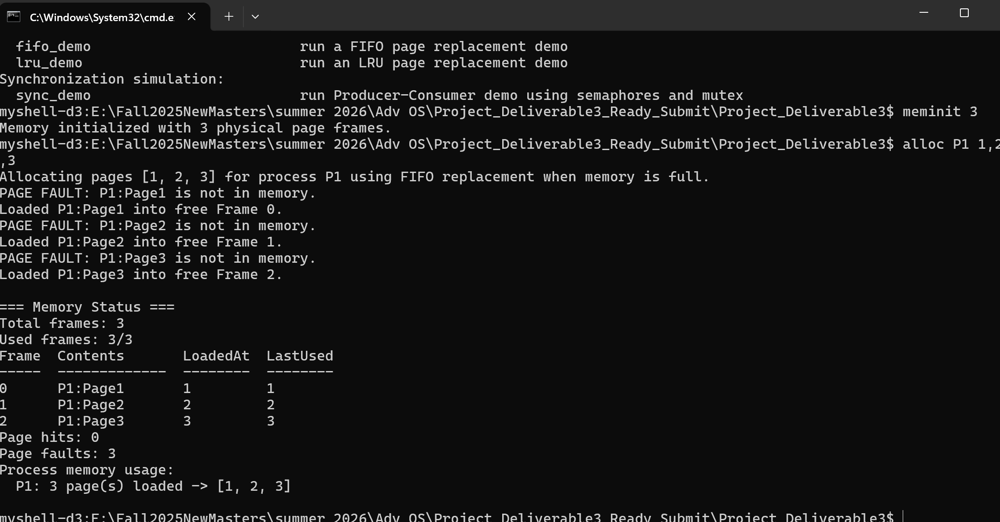 C:\Windows\System32\cmd.e
  fifo_demo                         run a FIFO page replacement demo
  lru_demo                          run an LRU page replacement demo
Synchronization simulation:
  sync_demo                         run Producer-Consumer demo using semaphores and mutex
myshell-d3:E:\Fall2025NewMasters\summer 2026\Adv OS\Project_Deliverable3_Ready_Submit\Project_Deliverable3$ meminit 3
Memory initialized with 3 physical page frames.
myshell-d3:E:\Fall2025NewMasters\summer 2026\Adv OS\Project_Deliverable3_Ready_Submit\Project_Deliverable3$ alloc P1 1,2
,3
Allocating pages [1, 2, 3] for process P1 using FIFO replacement when memory is full.
PAGE FAULT: P1:Page1 is not in memory.
Loaded P1:Page1 into free Frame 0.
PAGE FAULT: P1:Page2 is not in memory.
Loaded P1:Page2 into free Frame 1.
PAGE FAULT: P1:Page3 is not in memory.
Loaded P1:Page3 into free Frame 2.
=== Memory Status ===
Total frames: 3
Used frames: 3/3
Frame  Contents       LoadedAt  LastUsed
-----  -------------  --------  --------
0      P1:Page1       1         1
1      P1:Page2       2         2
2      P1:Page3       3         3
Page hits: 0
Page faults: 3
Process memory usage:
  P1: 3 page(s) loaded -> [1, 2, 3]
myshell-d3:E:\Fall2025NewMasters\summer 2026\Adv OS\Project_Deliverable3_Ready_Submit\Project_Deliverable3$